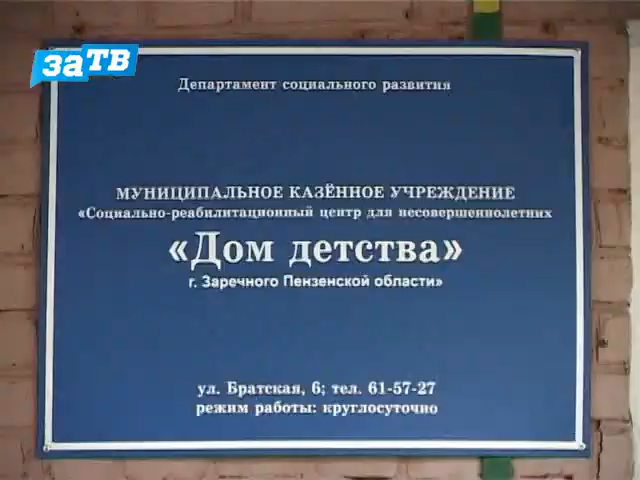 заТВ
Департамент социального развития
МУНИЦИПАЛЬНОЕ КАЗЁННОЕ УЧРЕЖДЕНИЕ
«Социально-реабилитационный центр для несовершеннолетних
«Дом детства»
г. Заречного Пензенской области»
ул. Братская, 6; тел. 61-57-27
режим работы: круглосуточно